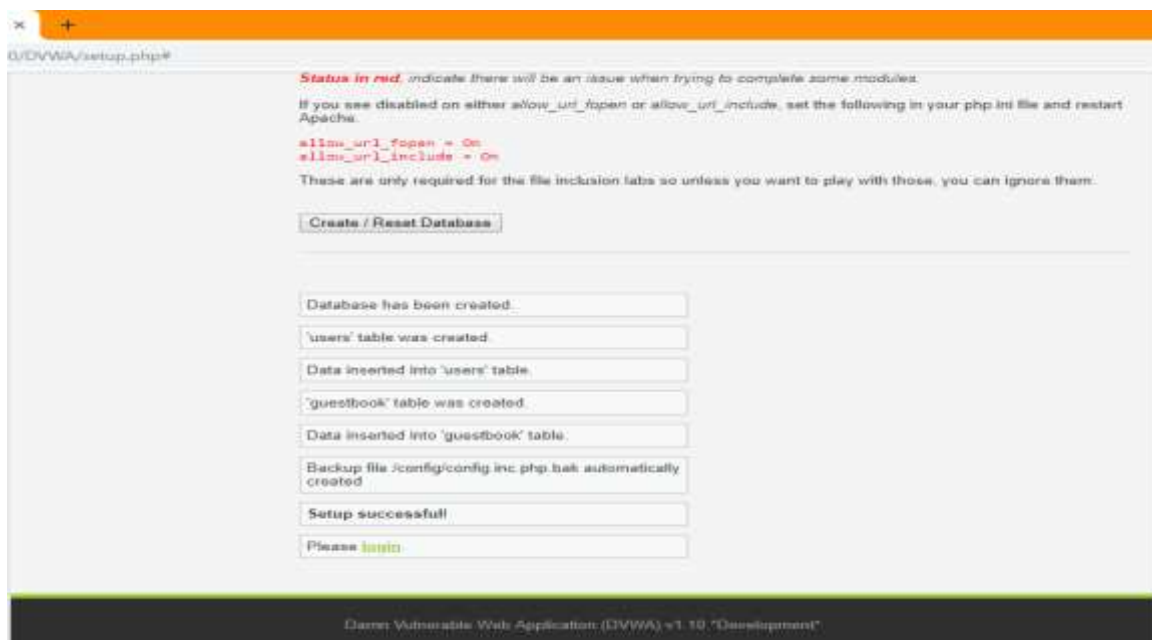 0/DVWA/setup.php#
Status in red, indicate there will be an issue when trying to complete some modules.
If you see disabled on either allow_url_fopen or allow_url_include, set the following in your php.ini file and restart
Apache.
allow_url_fopen = On
allow_url_include = On
These are only required for the file inclusion labs so unless you want to play with those, you can ignore them.
Create / Reset Database
Database has been created.
'users' table was created.
Data inserted into 'users' table.
'guestbook' table was created.
Data inserted into 'guestbook' table.
Backup file /config/config.inc.php.bak automatically
created
Setup successful!
Please login.
Damn Vulnerable Web Application (DVWA) v1.10 *Development*